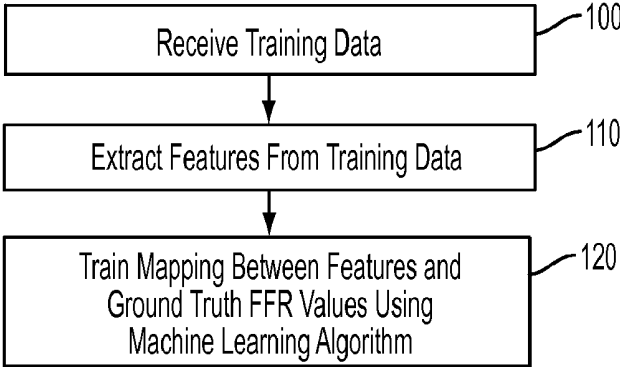 Receive Training Data
100
Extract Features From Training Data
110
Train Mapping Between Features and
Ground Truth FFR Values Using
Machine Learning Algorithm
120